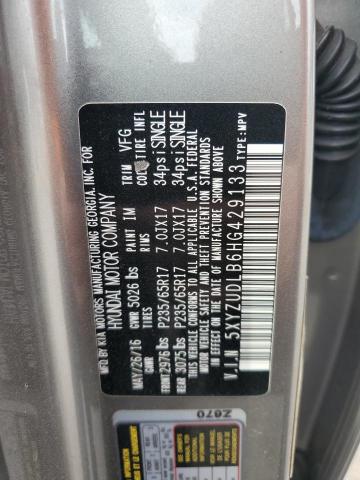 MFD BY KIA MOTORS MANUFACTURING GEORGIA, INC. FOR
HYUNDAI MOTOR COMPANY
MAY/26/16 GVWR 5026 lbs PAINT IM TRIM VFG
GAWR TIRES RIMS COLD TIRE INFL
FRONT 2976 lbs P235/65R17 7.0JX17 34psi SINGLE
REAR 3075 lbs P235/65R17 7.0JX17 34psi SINGLE
THIS VEHICLE CONFORMS TO ALL APPLICABLE U.S.A. FEDERAL
MOTOR VEHICLE SAFETY, BUMPER, AND THEFT PREVENTION STANDARDS
IN EFFECT ON THE DATE OF MANUFACTURE SHOWN ABOVE.
V.I.N 5XYZUDLB6HG429133 TYPE:MPV
Z670